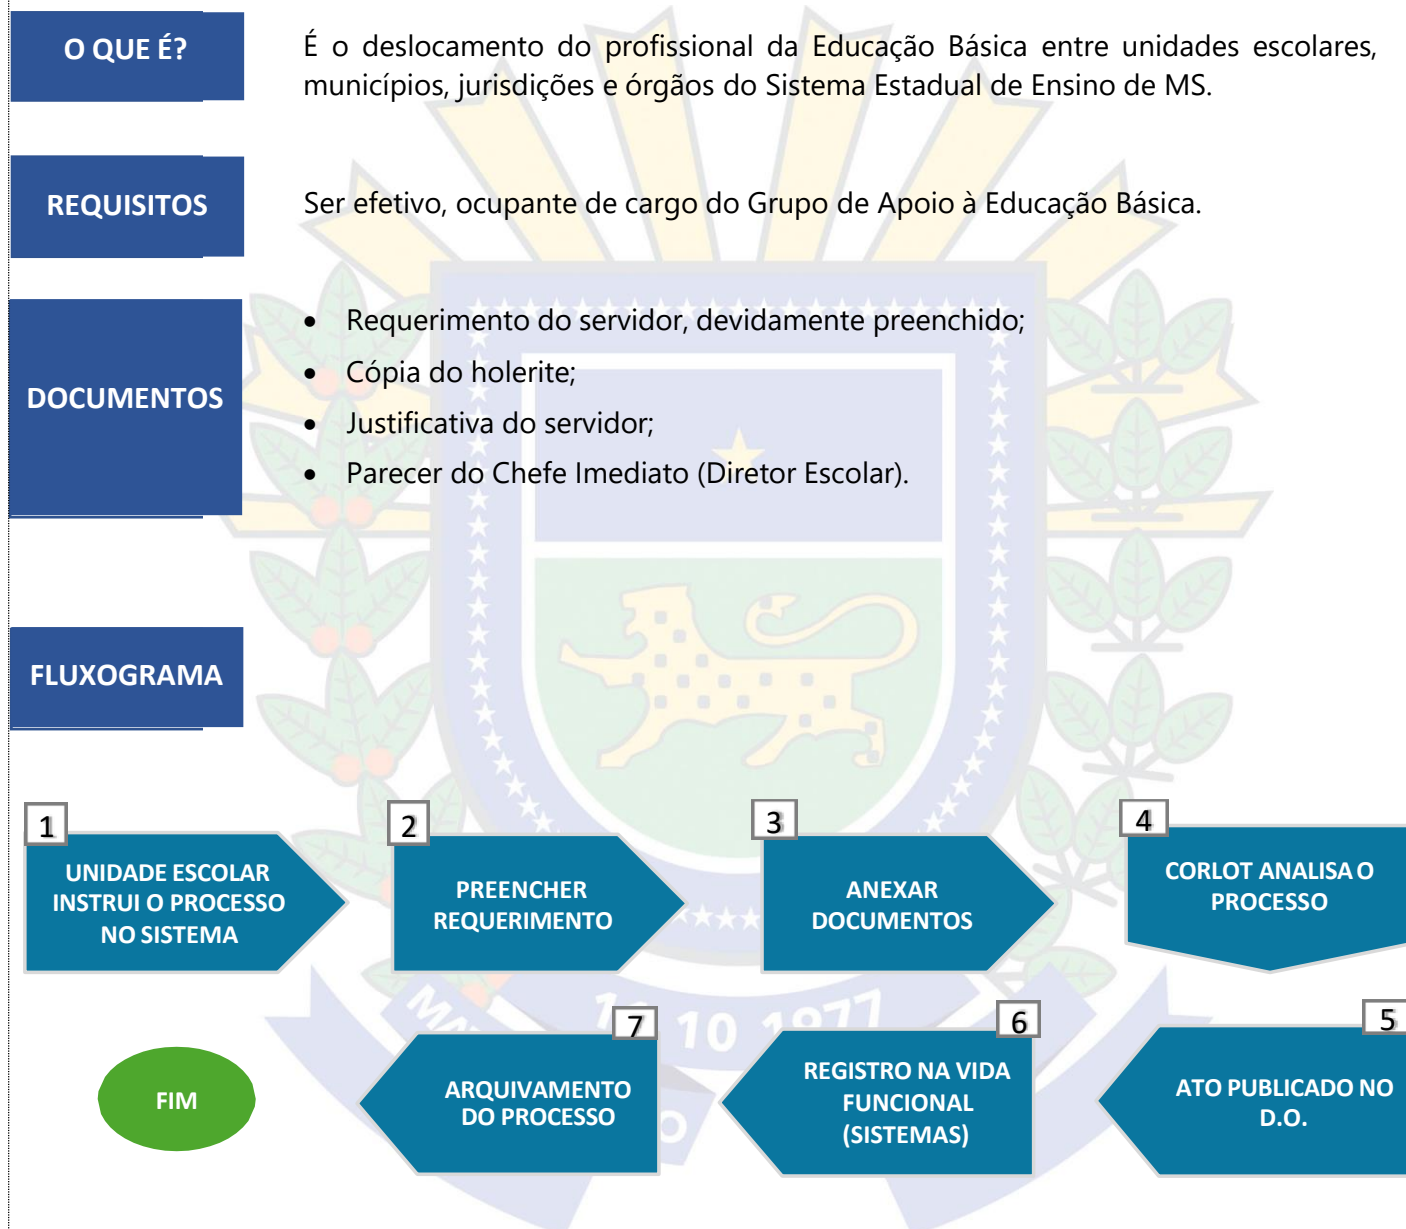 O QUE É?
É o deslocamento do profissional da Educação Básica entre unidades escolares,
municípios, jurisdições e órgãos do Sistema Estadual de Ensino de MS.
REQUISITOS
Ser efetivo, ocupante de cargo do Grupo de Apoio à Educação Básica.
DOCUMENTOS
• Requerimento do servidor, devidamente preenchido;
• Cópia do holerite;
• Justificativa do servidor;
• Parecer do Chefe Imediato (Diretor Escolar).
FLUXOGRAMA
1
UNIDADE ESCOLAR
INSTRUI O PROCESSO
NO SISTEMA
2
PREENCHER
REQUERIMENTO
3
ANEXAR
DOCUMENTOS
4
CORLOT ANALISA O
PROCESSO
5
ATO PUBLICADO NO
D.O.
6
REGISTRO NA VIDA
FUNCIONAL
(SISTEMAS)
7
ARQUIVAMENTO
DO PROCESSO
FIM
10 1977